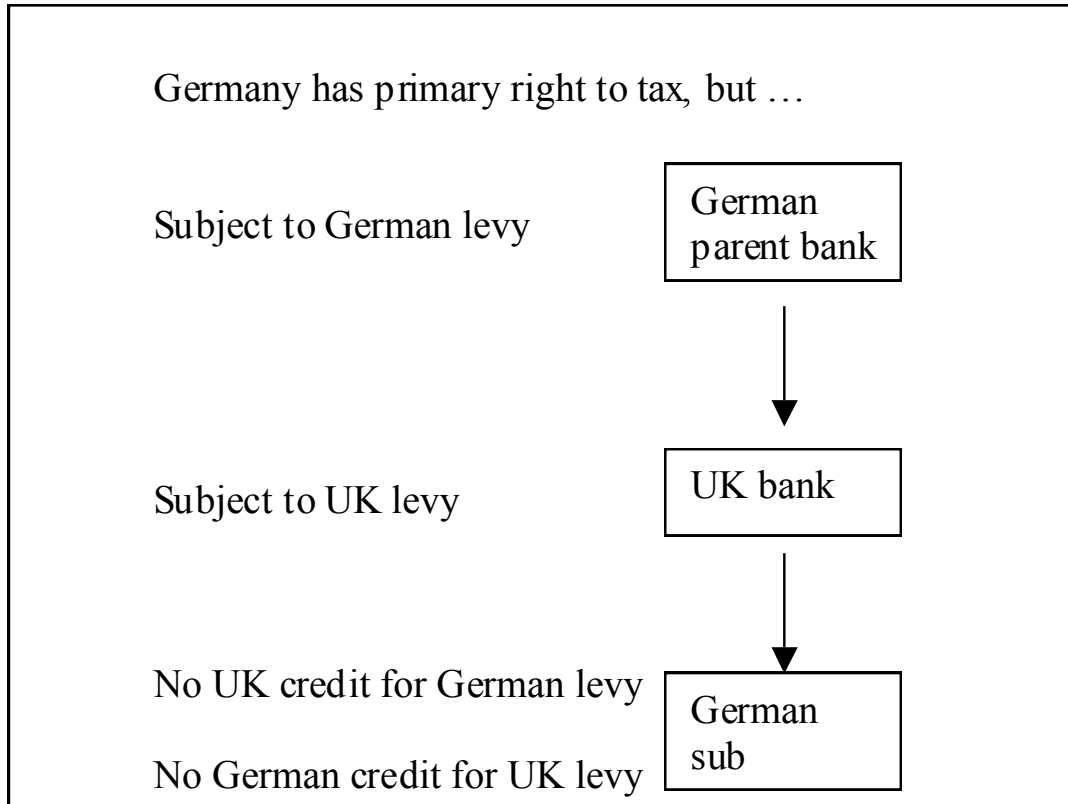 Germany has primary right to tax, but …
Subject to German levy
German
parent bank
Subject to UK levy
UK bank
No UK credit for German levy
No German credit for UK levy
German
sub